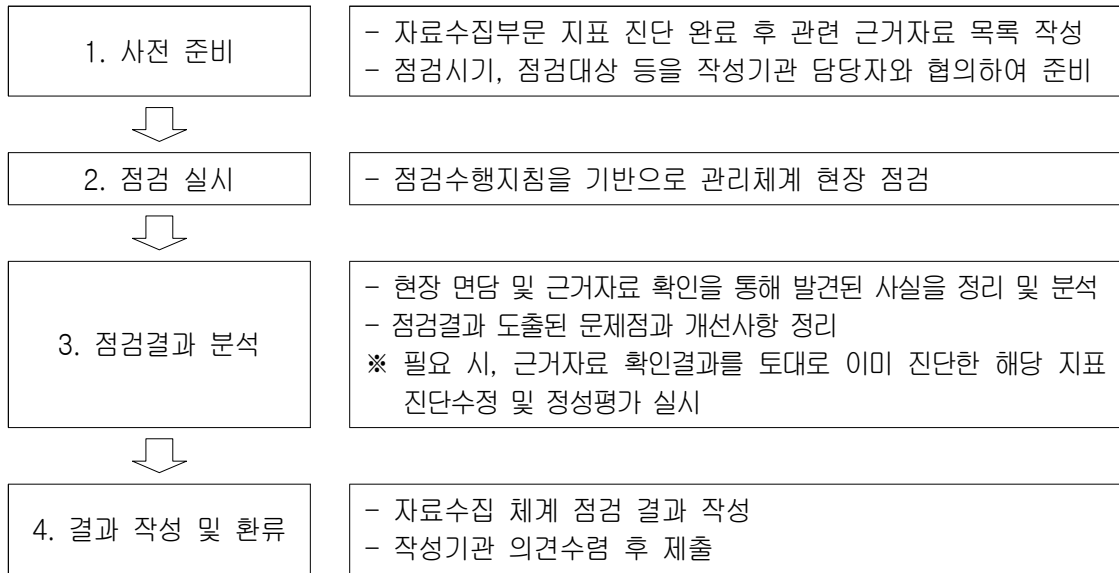 1. 사전 준비
- 자료수집부문 지표 진단 완료 후 관련 근거자료 목록 작성
- 점검시기, 점검대상 등을 작성기관 담당자와 협의하여 준비
2. 점검 실시
- 점검수행지침을 기반으로 관리체계 현장 점검
3. 점검결과 분석
- 현장 면담 및 근거자료 확인을 통해 발견된 사실을 정리 및 분석
- 점검결과 도출된 문제점과 개선사항 정리
※ 필요 시, 근거자료 확인결과를 토대로 이미 진단한 해당 지표
진단수정 및 정성평가 실시
4. 결과 작성 및 환류
- 자료수집 체계 점검 결과 작성
- 작성기관 의견수렴 후 제출